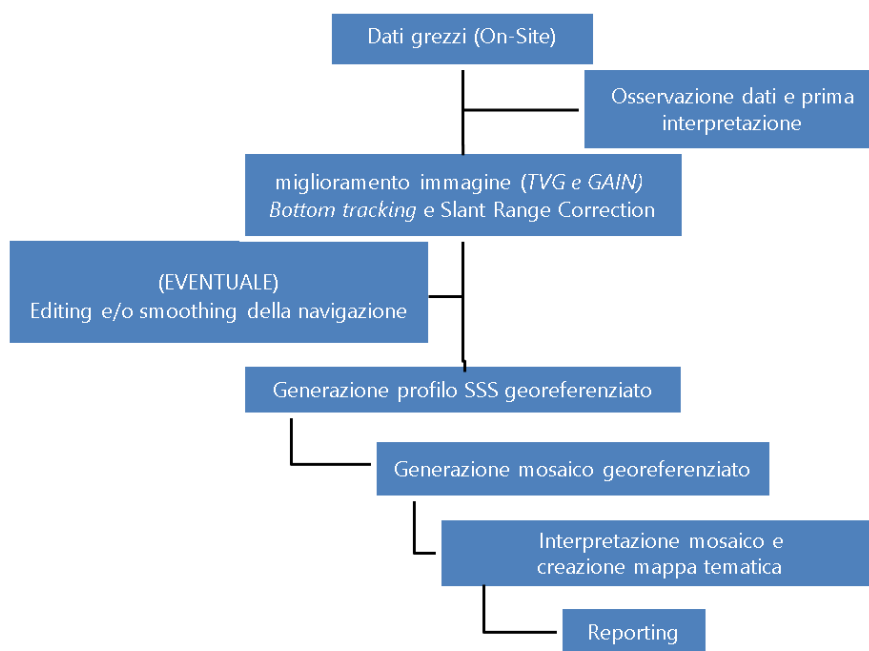 Dati grezzi (On-Site)
Osservazione dati e prima
interpretazione
miglioramento immagine (TVG e GAIN)
Bottom tracking e Slant Range Correction
(EVENTUALE)
Editing e/o smoothing della navigazione
Generazione profilo SSS georeferenziato
Generazione mosaico georeferenziato
Interpretazione mosaico e
creazione mappa tematica
Reporting